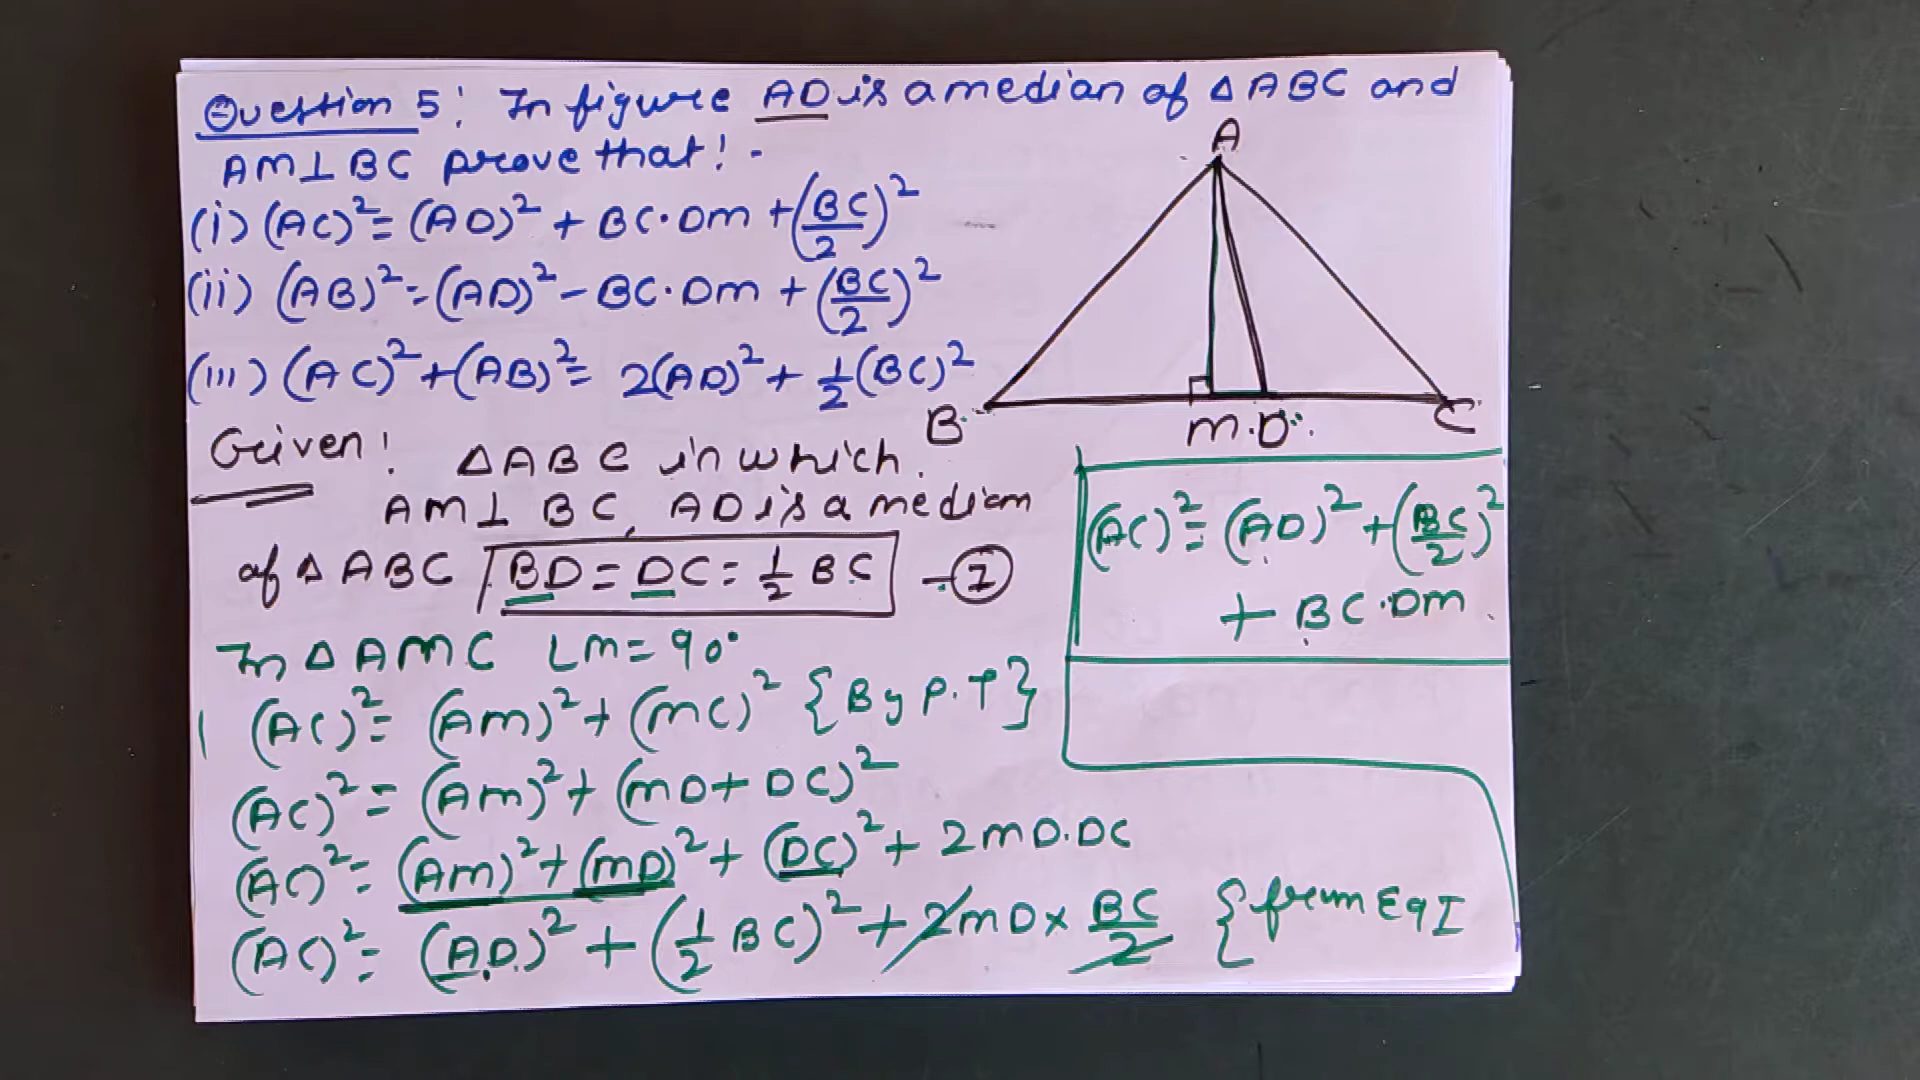 Question 5: In figure AD is a median of △ABC and
AM⊥BC prove that:-
(i) (AC)²= (AD)² + BC·DM +(BC/2)²
(ii) (AB)²=(AD)²-BC·DM + (BC/2)²
(iii) (AC)²+(AB)²= 2(AD)²+ 1/2(BC)²
A
B
M.D.
C
Given: △ABC in which.
AM⊥ BC, AD is a median
of △ABC BD=DC= 1/2 BC -①
In △AMC ∠M=90°
(AC)²= (AM)²+(MC)² {By P.T}
(AC)²= (AM)²+(MD+DC)²
(AC)²= (AM)²+(MD)²+(DC)²+2MD.DC
(AC)²= (AD)²+(1/2 BC)²+2MD× BC/2 {from Eq I
(AC)²= (AD)²+(BC/2)²
+ BC·DM